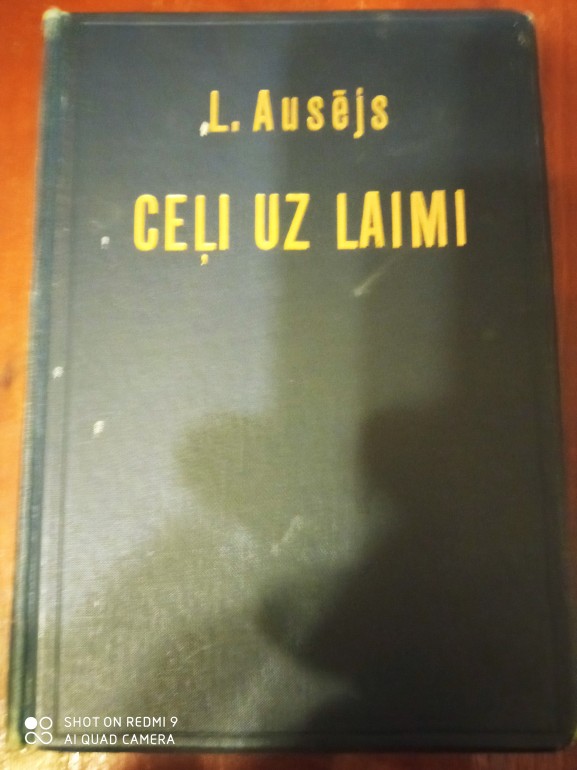 L. Ausējs
CEĻI UZ LAIMI
SHOT ON REDMI 9
AI QUAD CAMERA